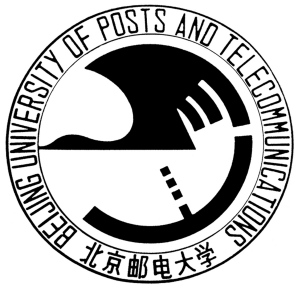 BEIJING UNIVERSITY OF POSTS AND TELECOMMUNICATIONS
北京邮电大学